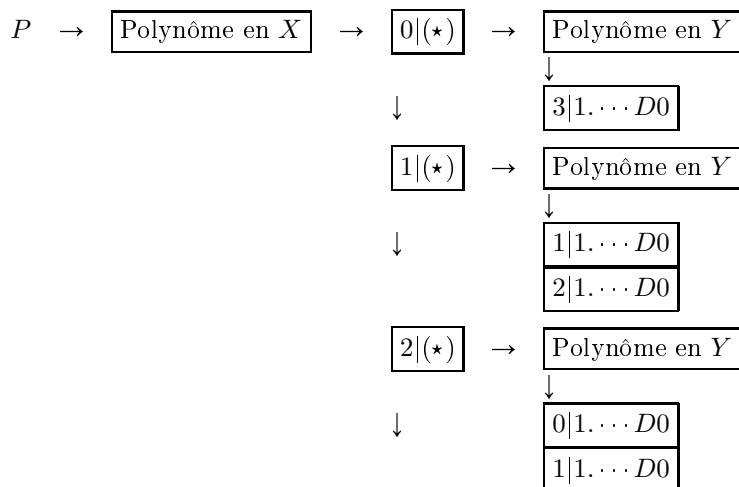 P → Polynôme en X → 0|(⋆) → Polynôme en Y
↓
↓ 3|1. ··· D0
1|(⋆) → Polynôme en Y
↓
↓ 1|1. ··· D0
2|1. ··· D0
2|(⋆) → Polynôme en Y
↓
↓ 0|1. ··· D0
1|1. ··· D0